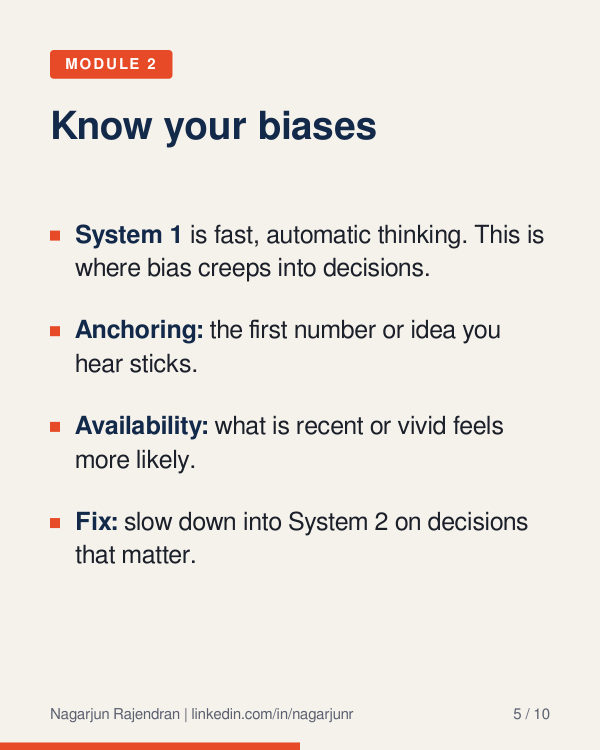 MODULE 2
Know your biases
System 1 is fast, automatic thinking. This is
where bias creeps into decisions.
Anchoring: the first number or idea you
hear sticks.
Availability: what is recent or vivid feels
more likely.
Fix: slow down into System 2 on decisions
that matter.
Nagarjun Rajendran | linkedin.com/in/nagarjunr
5 / 10